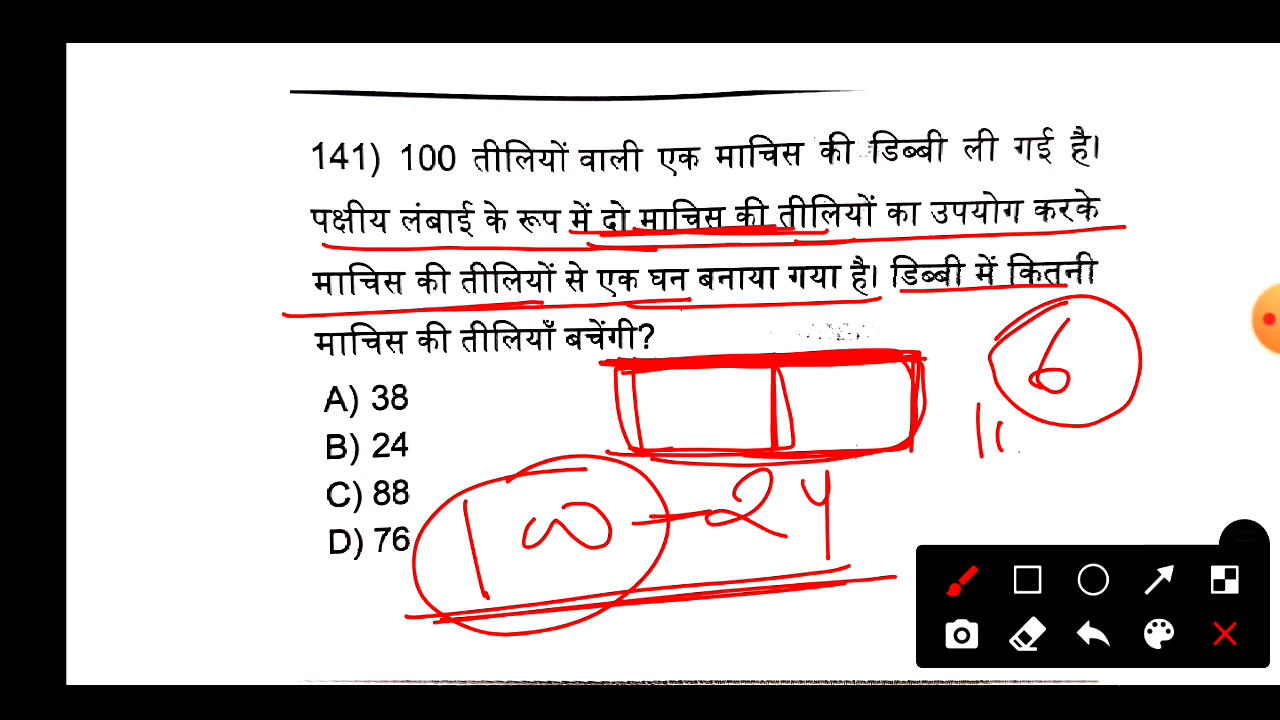 141) 100 तीलियों वाली एक माचिस की डिब्बी ली गई है।
पक्षीय लंबाई के रूप में दो माचिस की तीलियों का उपयोग करके
माचिस की तीलियों से एक घन बनाया गया है। डिब्बी में कितनी
माचिस की तीलियाँ बचेंगी?
6
A) 38
11
B) 24
C) 88
100 - 24
D) 76